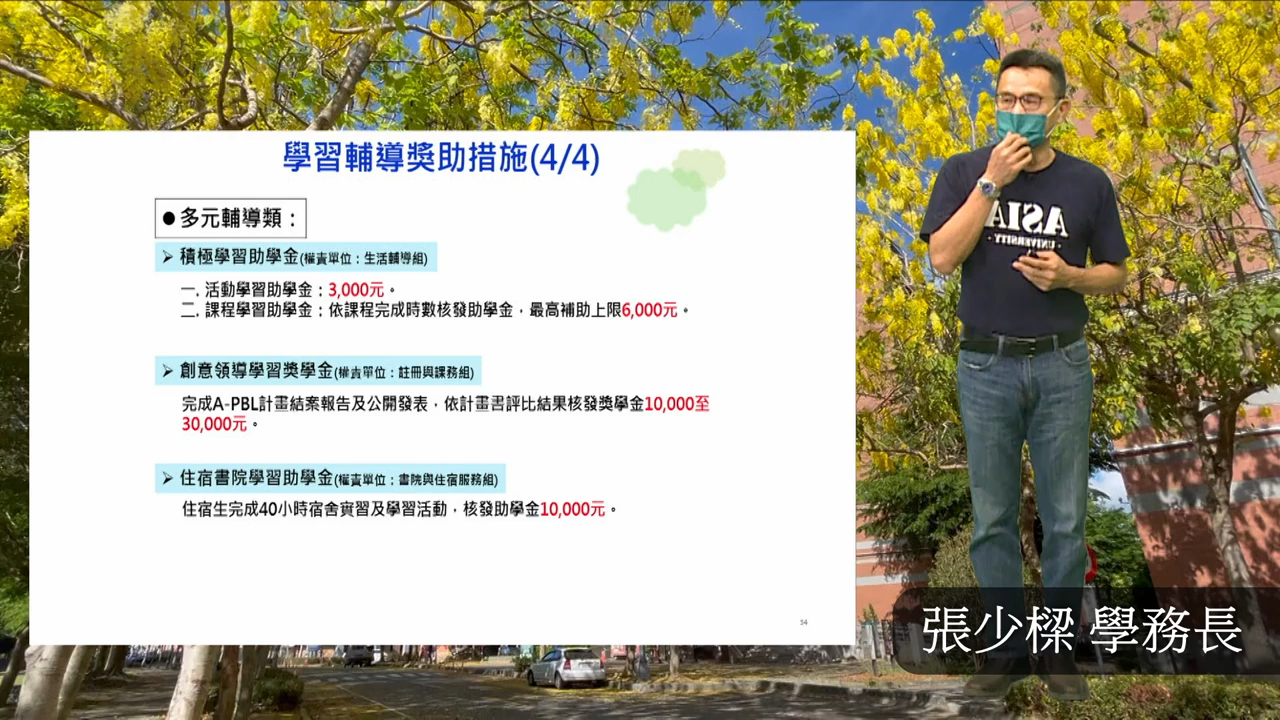 學習輔導獎助措施(4/4)
●多元輔導類：
➢ 積極學習助學金(權責單位：生活輔導組)
一. 活動學習助學金：3,000元。
二. 課程學習助學金：依課程完成時數核發助學金，最高補助上限6,000元。
➢ 創意領導學習獎學金(權責單位：註冊與課務組)
完成A-PBL計畫結案報告及公開發表，依計畫書評比結果核發獎學金10,000至
30,000元。
➢ 住宿書院學習助學金(權責單位：書院與住宿服務組)
住宿生完成40小時宿舍實習及學習活動，核發助學金10,000元。
54
ASIA
UNIVERSITY
張少樑 學務長